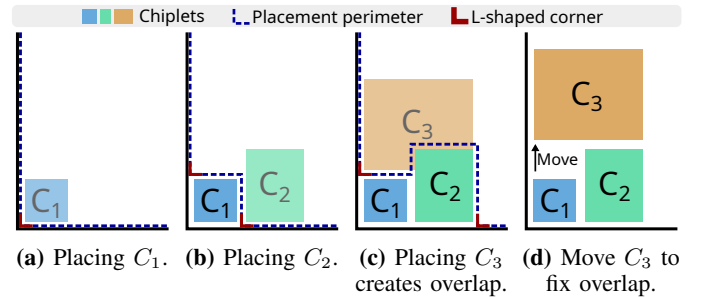 Chiplets Placement perimeter L-shaped corner
C1
C1 C2
C3
C1 C2
C3
Move
C1 C2
(a) Placing C1. (b) Placing C2. (c) Placing C3 (d) Move C3 to
creates overlap. fix overlap.